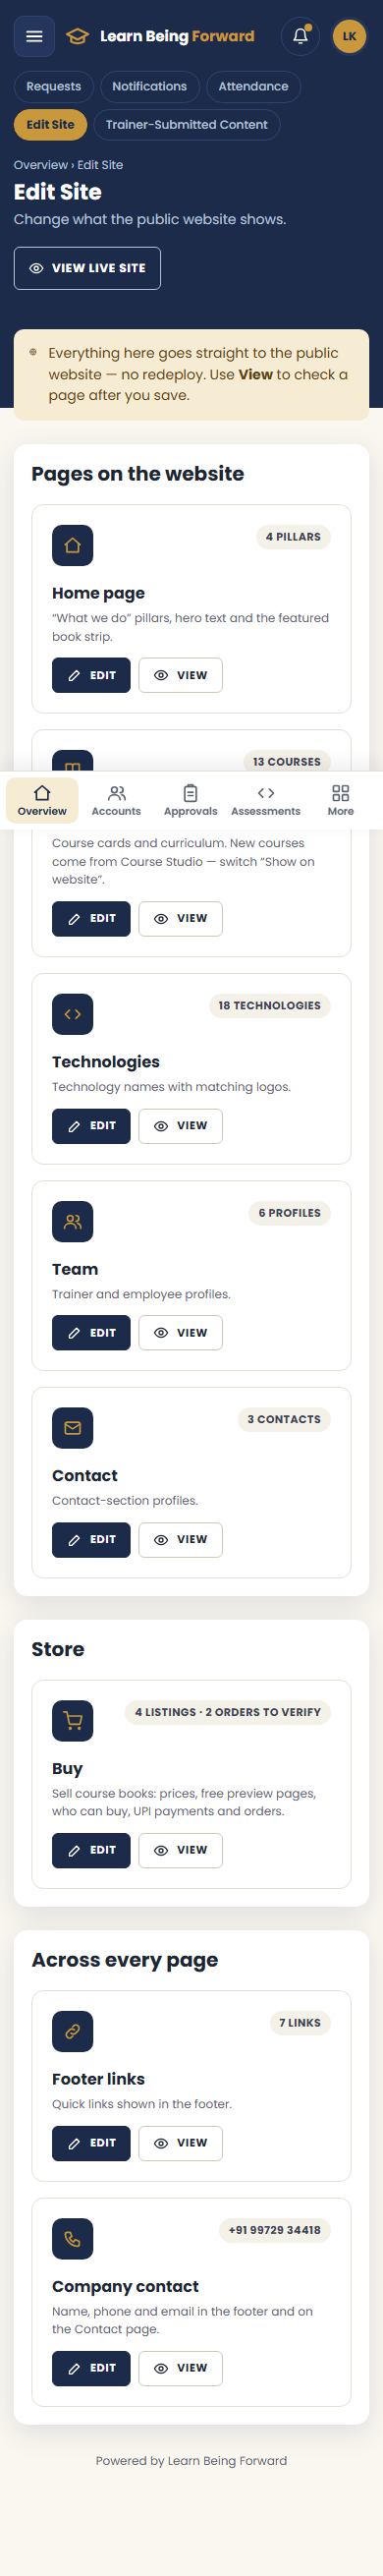 Learn Being Forward
LK
Requests
Notifications
Attendance
Edit Site
Trainer-Submitted Content
Overview › Edit Site
Edit Site
Change what the public website shows.
VIEW LIVE SITE
Everything here goes straight to the public
website — no redeploy. Use View to check a
page after you save.
Pages on the website
4 PILLARS
Home page
“What we do” pillars, hero text and the featured
book strip.
EDIT
VIEW
13 COURSES
Overview
Accounts
Approvals
Assessments
More
Course cards and curriculum. New courses
come from Course Studio — switch “Show on
website”.
EDIT
VIEW
18 TECHNOLOGIES
Technologies
Technology names with matching logos.
EDIT
VIEW
6 PROFILES
Team
Trainer and employee profiles.
EDIT
VIEW
3 CONTACTS
Contact
Contact-section profiles.
EDIT
VIEW
Store
4 LISTINGS · 2 ORDERS TO VERIFY
Buy
Sell course books: prices, free preview pages,
who can buy, UPI payments and orders.
EDIT
VIEW
Across every page
7 LINKS
Footer links
Quick links shown in the footer.
EDIT
VIEW
+91 99729 34418
Company contact
Name, phone and email in the footer and on
the Contact page.
EDIT
VIEW
Powered by Learn Being Forward